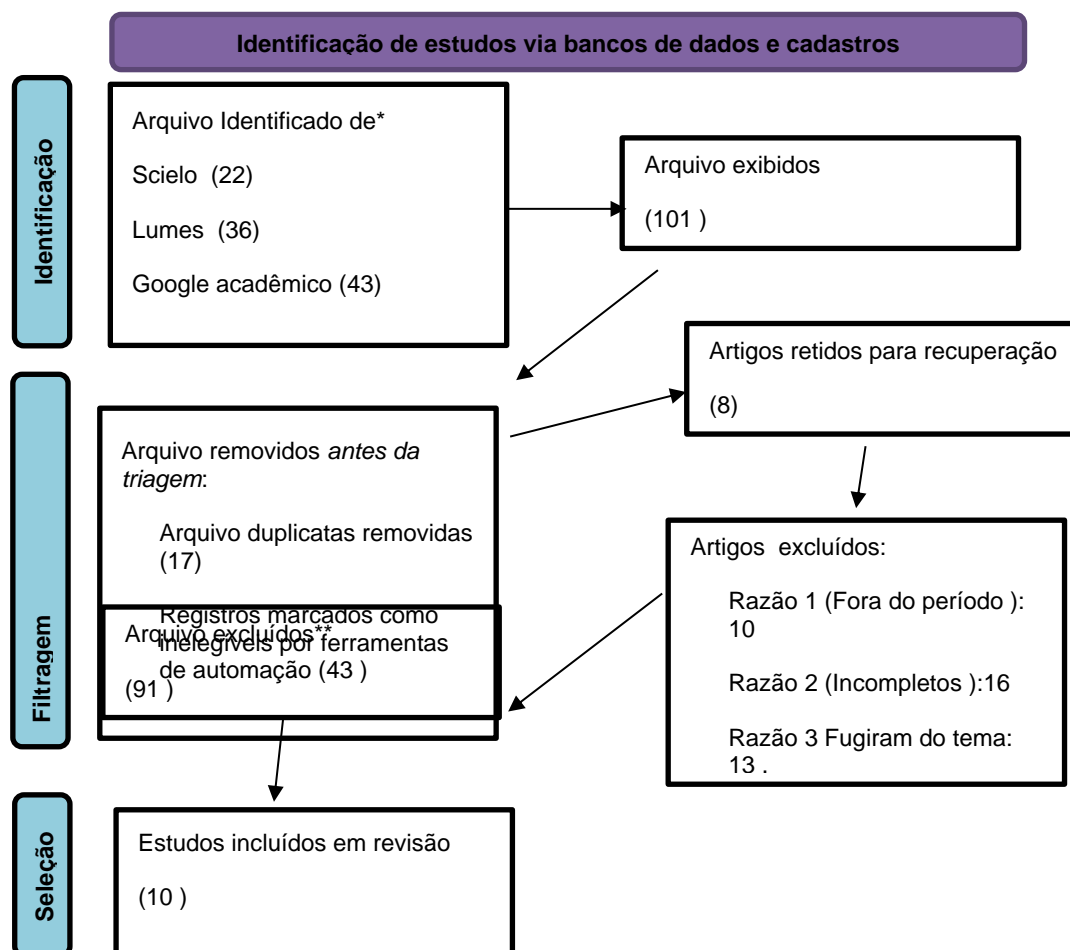 Identificação de estudos via bancos de dados e cadastros
Identificação
Arquivo Identificado de*
Scielo (22)
Lumes (36)
Google acadêmico (43)
Arquivo exibidos
(101 )
Filtragem
Arquivo removidos antes da
triagem:
Arquivo duplicatas removidas
(17)
Registros marcados como
inelegíveis por ferramentas
de automação (43 )
Arquivo excluídos**
(91 )
Artigos retidos para recuperação
(8)
Artigos excluídos:
Razão 1 (Fora do período ):
10
Razão 2 (Incompletos ):16
Razão 3 Fugiram do tema:
13 .
Seleção
Estudos incluídos em revisão
(10 )